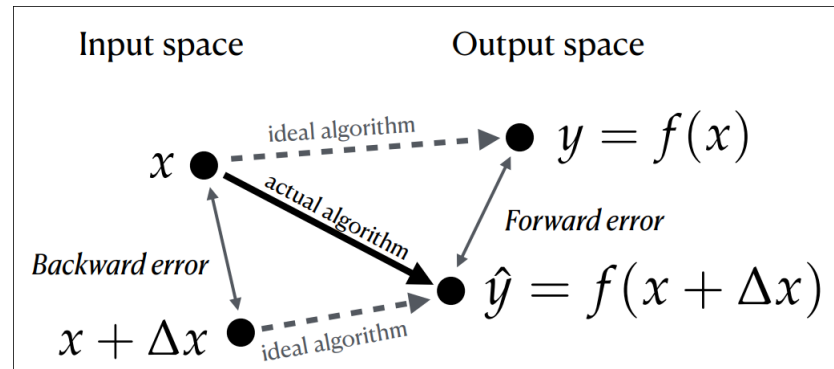 Input space
Output space
ideal algorithm
x
y = f(x)
actual algorithm
Forward error
Backward error
ŷ = f(x + Δx)
x + Δx
ideal algorithm